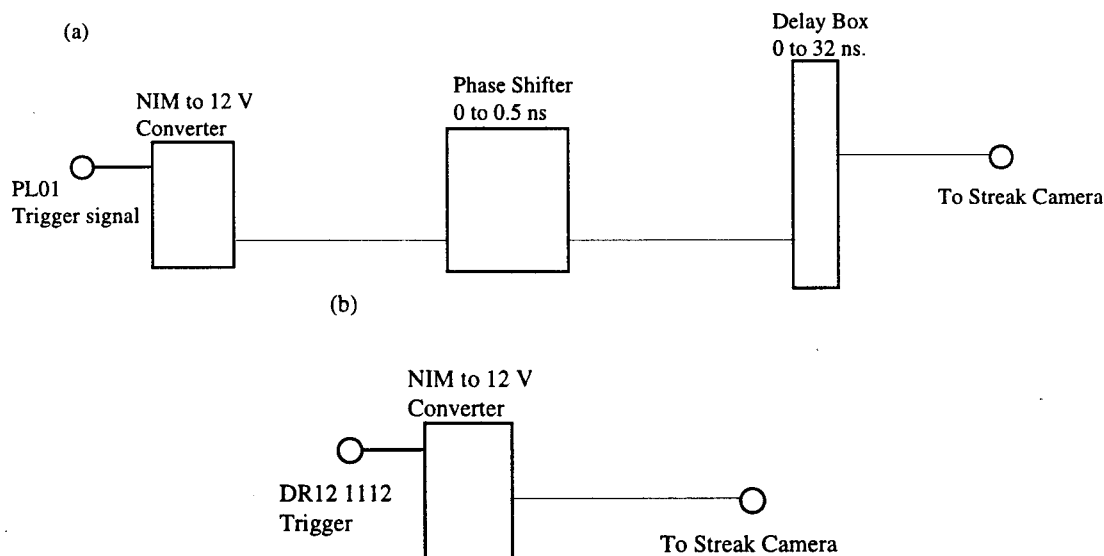 (a)
Delay Box
0 to 32 ns.
Phase Shifter
0 to 0.5 ns
NIM to 12 V
Converter
PL01
Trigger signal
To Streak Camera
(b)
NIM to 12 V
Converter
DR12 1112
Trigger
To Streak Camera